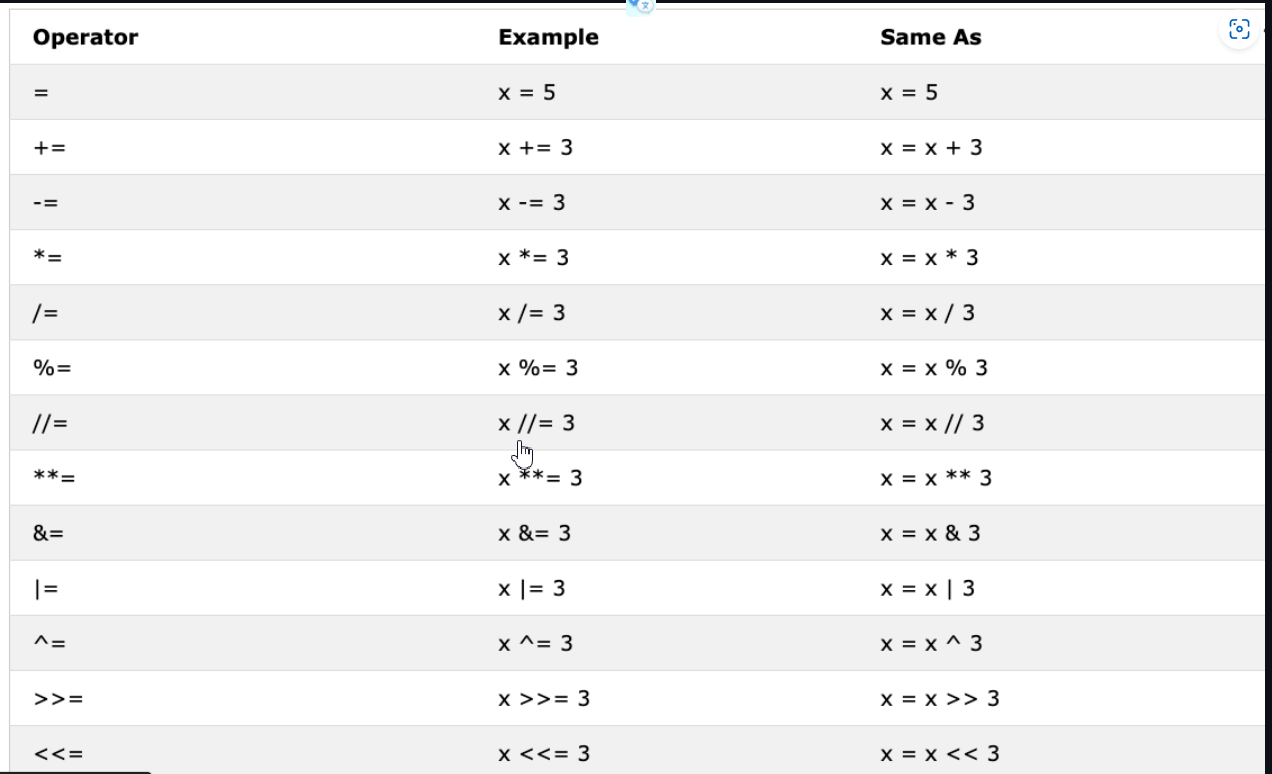 Operator Example Same As
= x = 5 x = 5
+= x += 3 x = x + 3
-= x -= 3 x = x - 3
*= x *= 3 x = x * 3
/= x /= 3 x = x / 3
%= x %= 3 x = x % 3
//= x //= 3 x = x // 3
**= x **= 3 x = x ** 3
&= x &= 3 x = x & 3
|= x |= 3 x = x | 3
^= x ^= 3 x = x ^ 3
>>= x >>= 3 x = x >> 3
<<= x <<= 3 x = x << 3